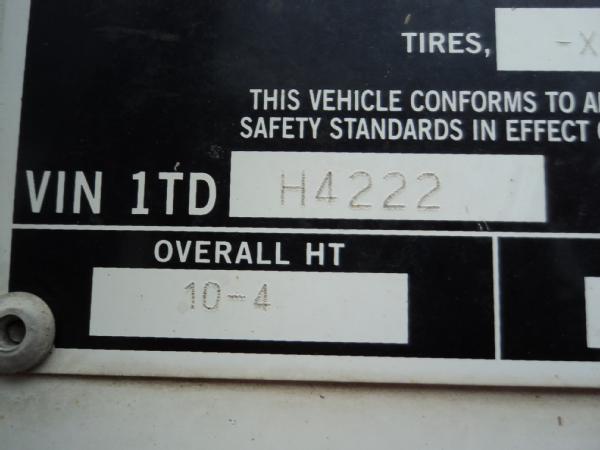 TIRES, -X
THIS VEHICLE CONFORMS TO
SAFETY STANDARDS IN EFFECT
VIN 1TD H4222
OVERALL HT
10-4